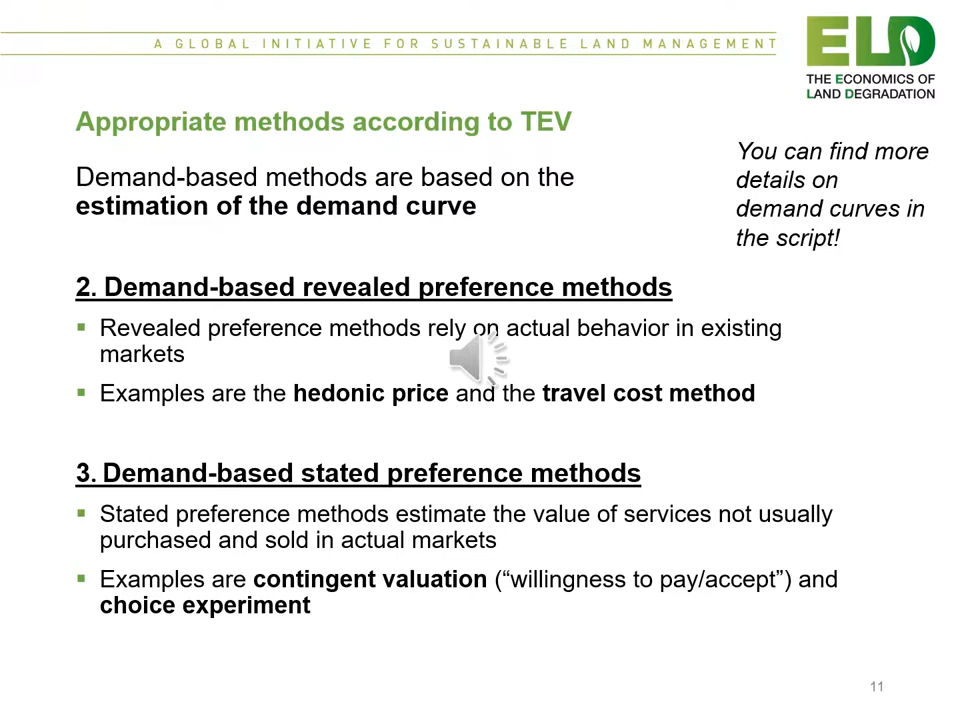 A GLOBAL INITIATIVE FOR SUSTAINABLE LAND MANAGEMENT
ELD
THE ECONOMICS OF
LAND DEGRADATION
Appropriate methods according to TEV
You can find more
details on
demand curves in
the script!
Demand-based methods are based on the
estimation of the demand curve
2. Demand-based revealed preference methods
▪ Revealed preference methods rely on actual behavior in existing
markets
▪ Examples are the hedonic price and the travel cost method
3. Demand-based stated preference methods
▪ Stated preference methods estimate the value of services not usually
purchased and sold in actual markets
▪ Examples are contingent valuation (“willingness to pay/accept”) and
choice experiment
11